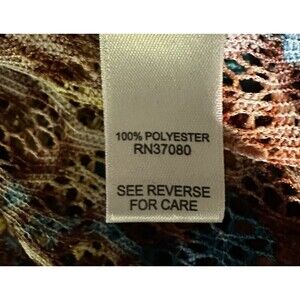 100% POLYESTER
RN37080
SEE REVERSE
FOR CARE